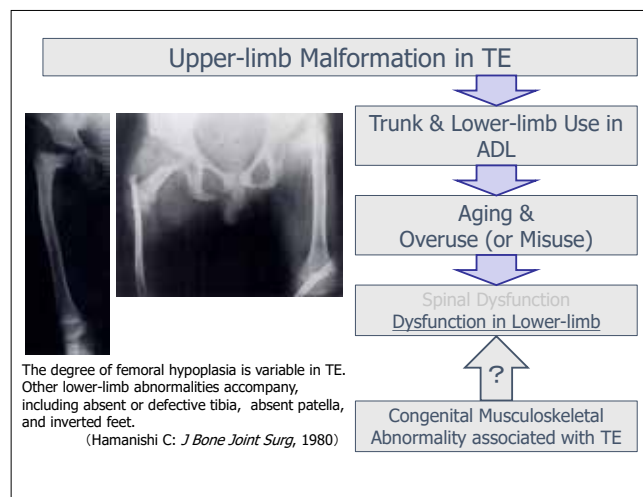 Upper-limb Malformation in TE
Trunk & Lower-limb Use in
ADL
Aging &
Overuse (or Misuse)
Spinal Dysfunction
Dysfunction in Lower-limb
?
Congenital Musculoskeletal
Abnormality associated with TE
The degree of femoral hypoplasia is variable in TE.
Other lower-limb abnormalities accompany,
including absent or defective tibia, absent patella,
and inverted feet.
（Hamanishi C: J Bone Joint Surg, 1980）